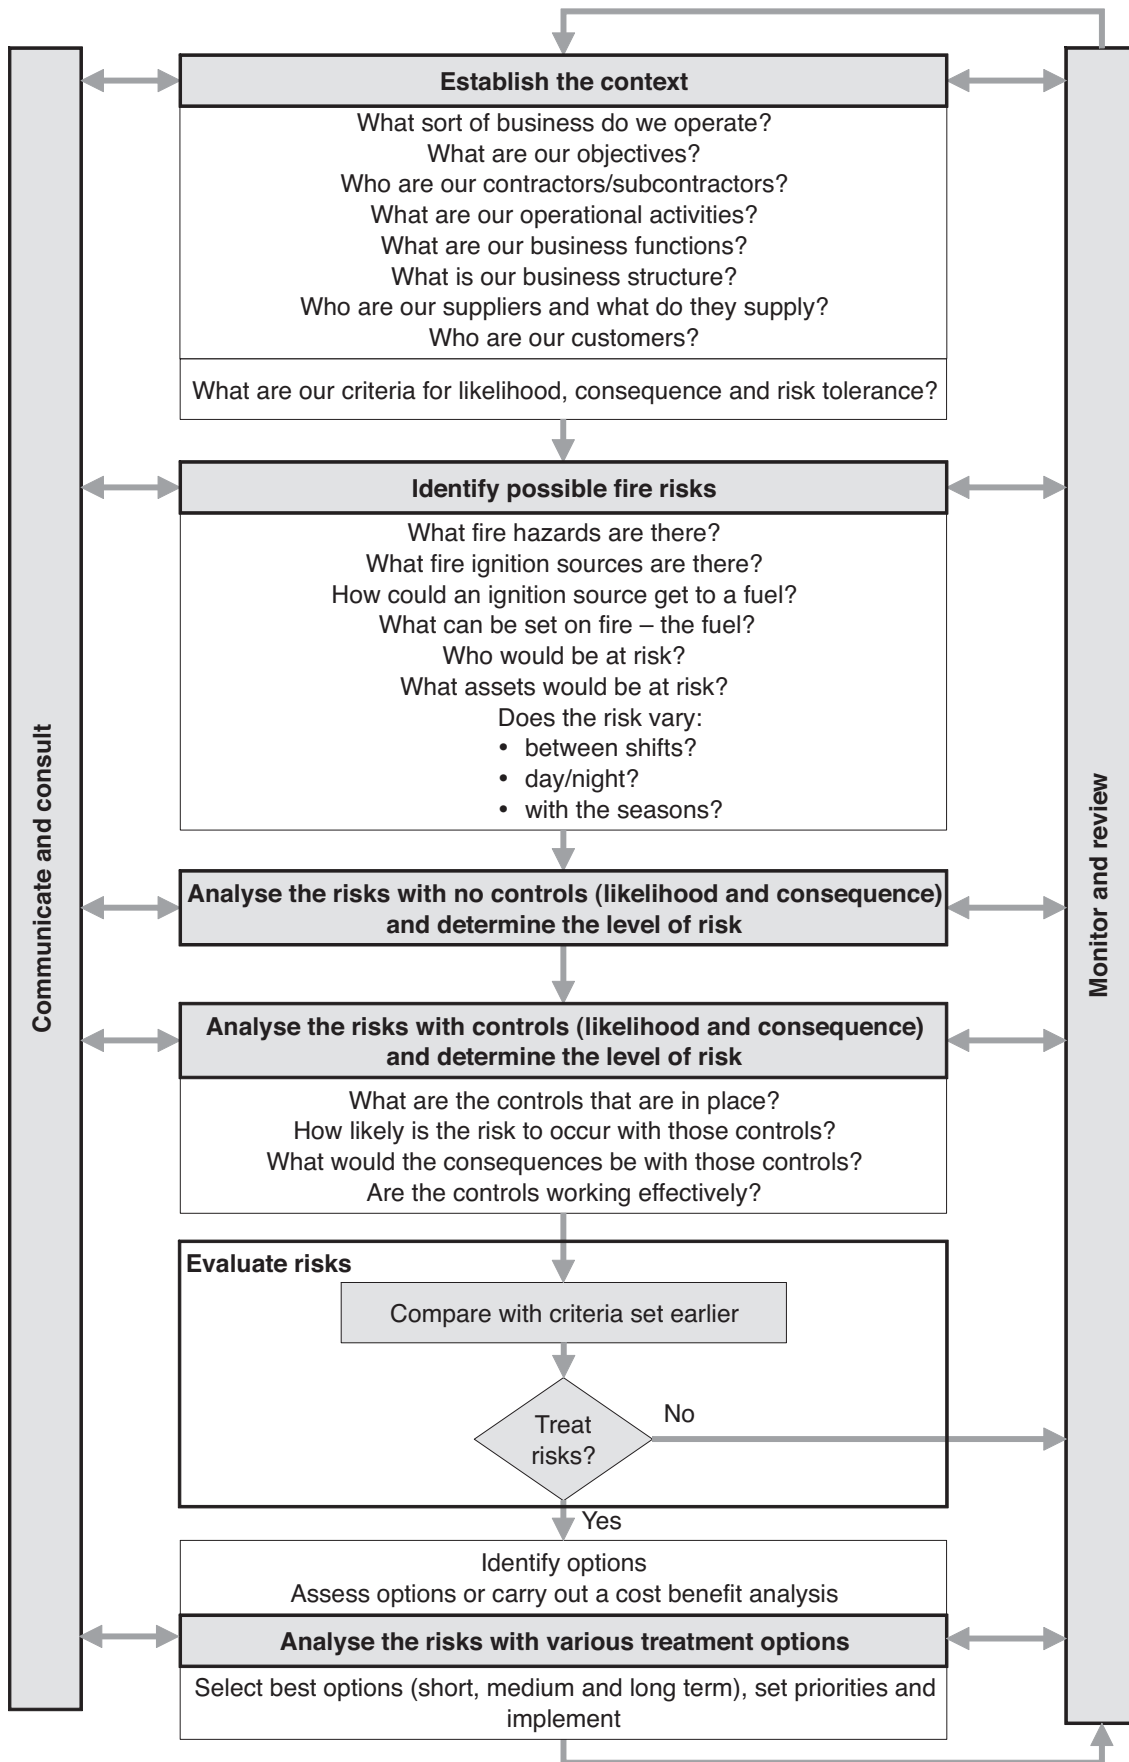 Establish the context
What sort of business do we operate?
What are our objectives?
Who are our contractors/subcontractors?
What are our operational activities?
What are our business functions?
What is our business structure?
Who are our suppliers and what do they supply?
Who are our customers?
What are our criteria for likelihood, consequence and risk tolerance?
Identify possible fire risks
What fire hazards are there?
What fire ignition sources are there?
How could an ignition source get to a fuel?
What can be set on fire – the fuel?
Who would be at risk?
What assets would be at risk?
Does the risk vary:
• between shifts?
• day/night?
• with the seasons?
Communicate and consult
Monitor and review
Analyse the risks with no controls (likelihood and consequence)
and determine the level of risk
Analyse the risks with controls (likelihood and consequence)
and determine the level of risk
What are the controls that are in place?
How likely is the risk to occur with those controls?
What would the consequences be with those controls?
Are the controls working effectively?
Evaluate risks
Compare with criteria set earlier
Treat
risks?
No
Yes
Identify options
Assess options or carry out a cost benefit analysis
Analyse the risks with various treatment options
Select best options (short, medium and long term), set priorities and
implement